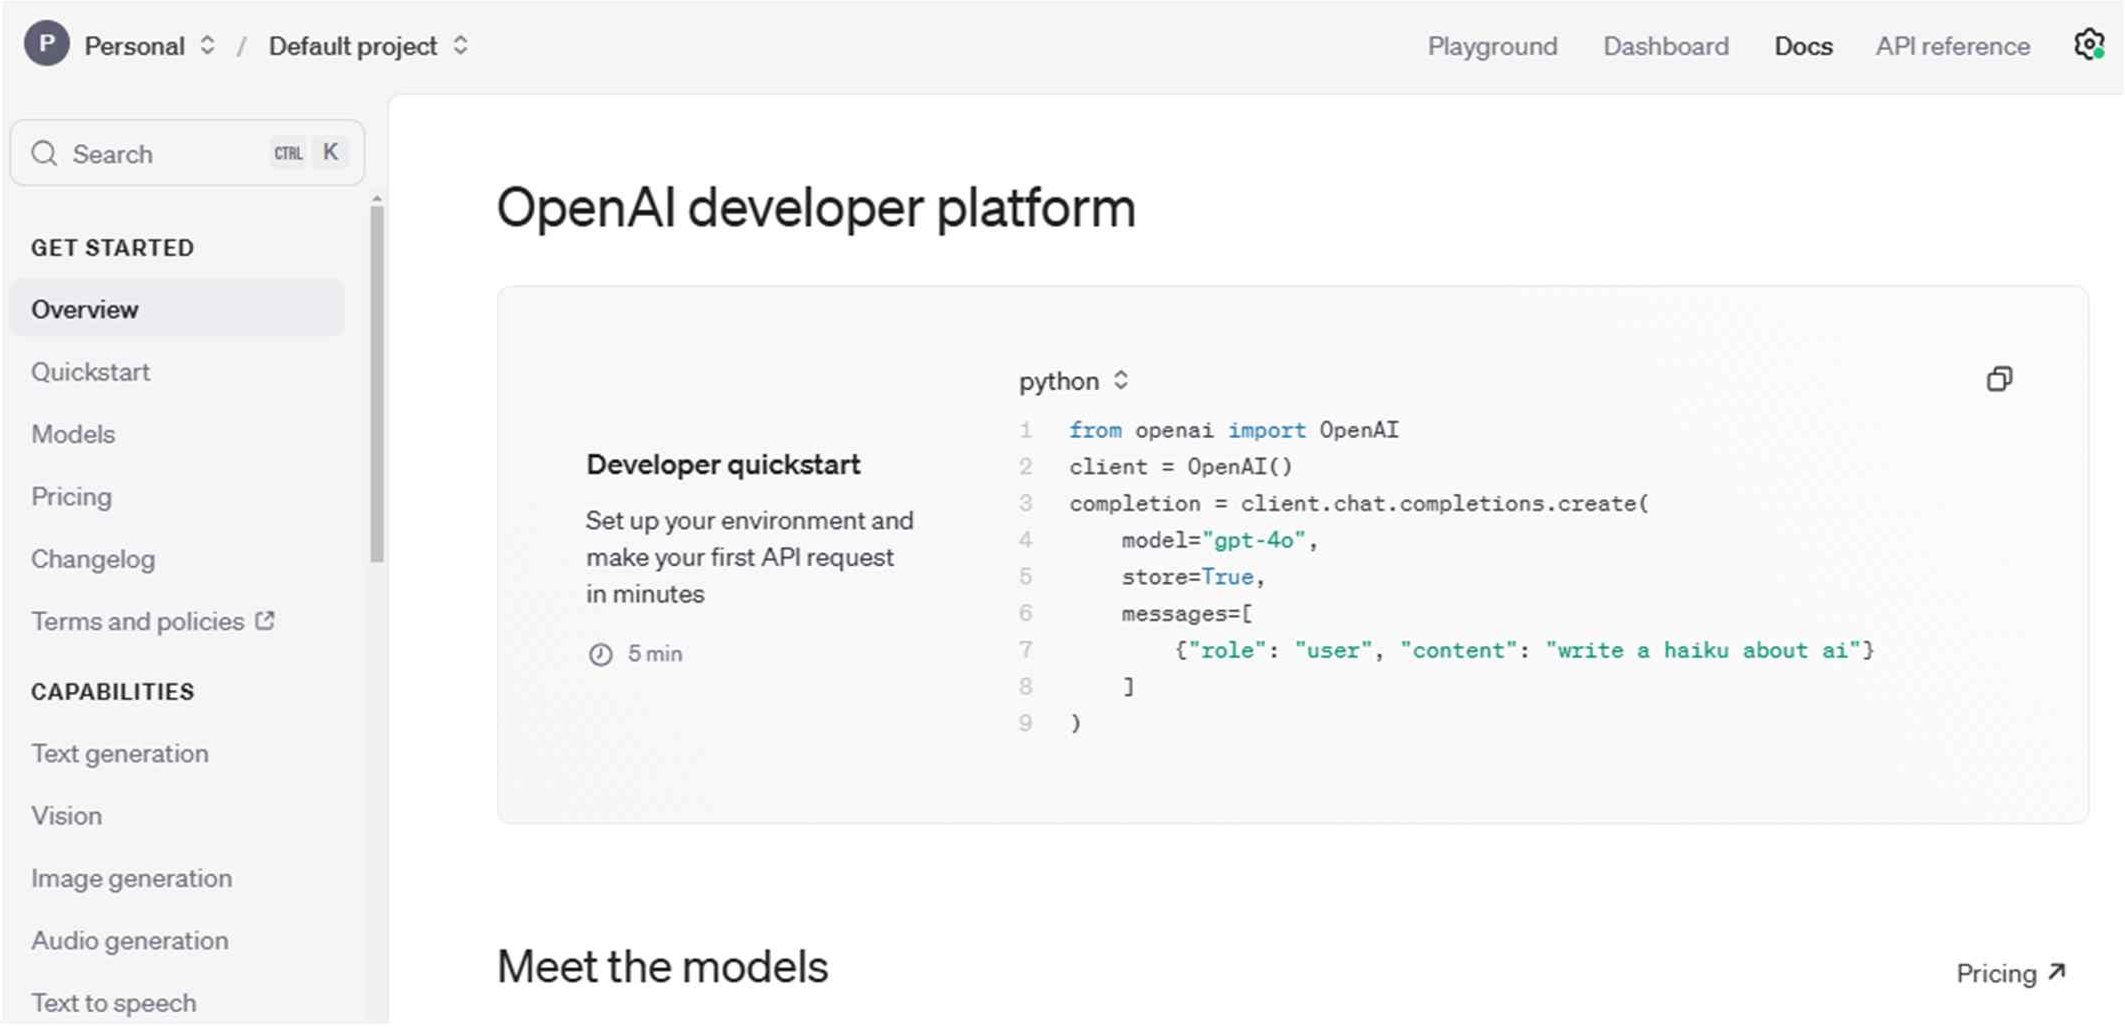 P Personal / Default project
Playground Dashboard Docs API reference
Search CTRL K
GET STARTED
Overview
Quickstart
Models
Pricing
Changelog
Terms and policies
CAPABILITIES
Text generation
Vision
Image generation
Audio generation
Text to speech
OpenAI developer platform
Developer quickstart
Set up your environment and
make your first API request
in minutes
5 min
python
1 from openai import OpenAI
2 client = OpenAI()
3 completion = client.chat.completions.create(
4     model="gpt-4o",
5     store=True,
6     messages=[
7         {"role": "user", "content": "write a haiku about ai"}
8     ]
9 )
Meet the models
Pricing